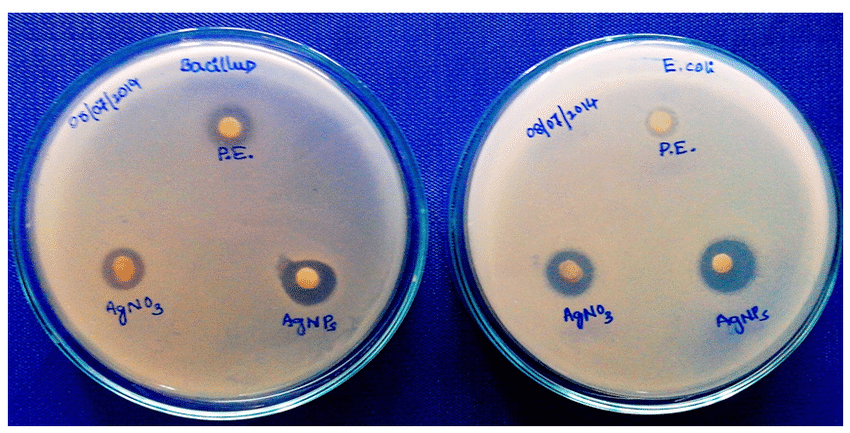 Bacillus
08/07/2014
P.E.
AgNO3
AgNPs
E.coli
08/07/2014
P.E.
AgNO3
AgNPs